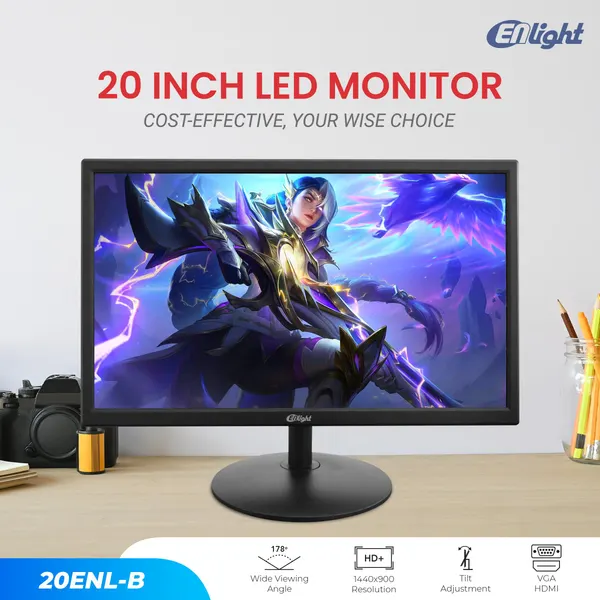 ENlight
20 INCH LED MONITOR
COST-EFFECTIVE, YOUR WISE CHOICE
ENlight
20ENL-B
178°
Wide Viewing
Angle
HD+
1440x900
Resolution
Tilt
Adjustment
VGA
HDMI